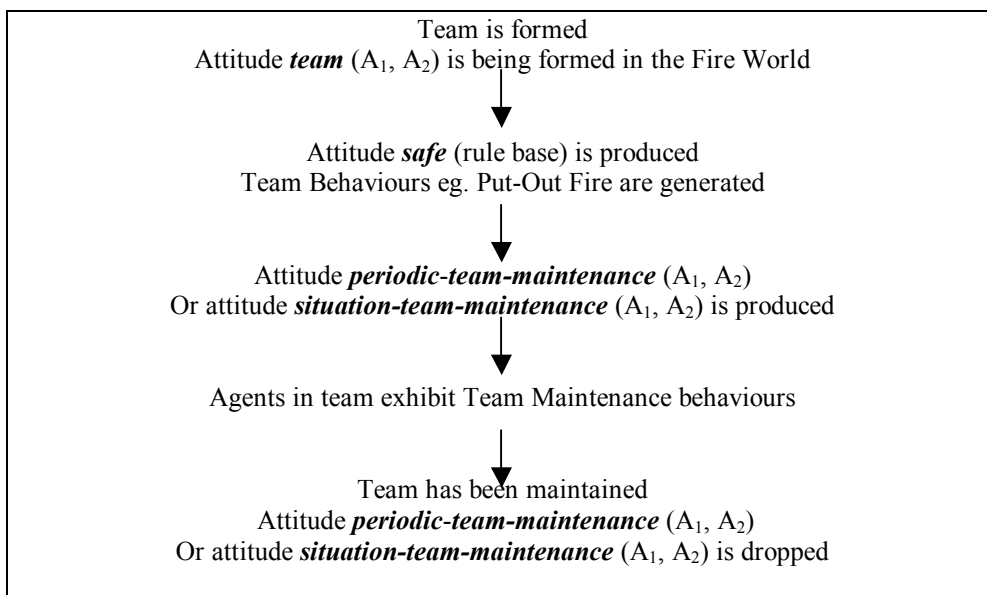 Team is formed
Attitude team (A₁, A₂) is being formed in the Fire World
Attitude safe (rule base) is produced
Team Behaviours eg. Put-Out Fire are generated
Attitude periodic-team-maintenance (A₁, A₂)
Or attitude situation-team-maintenance (A₁, A₂) is produced
Agents in team exhibit Team Maintenance behaviours
Team has been maintained
Attitude periodic-team-maintenance (A₁, A₂)
Or attitude situation-team-maintenance (A₁, A₂) is dropped